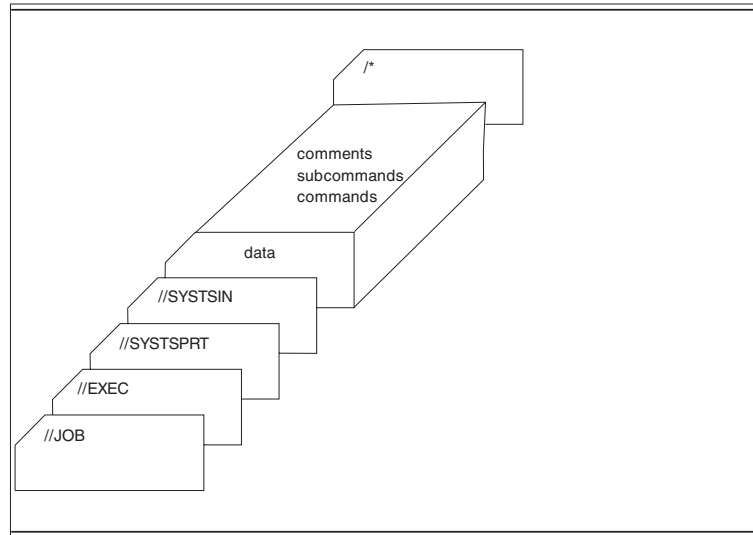 /*
comments
subcommands
commands
data
//SYSTSIN
//SYSTSPRT
//EXEC
//JOB